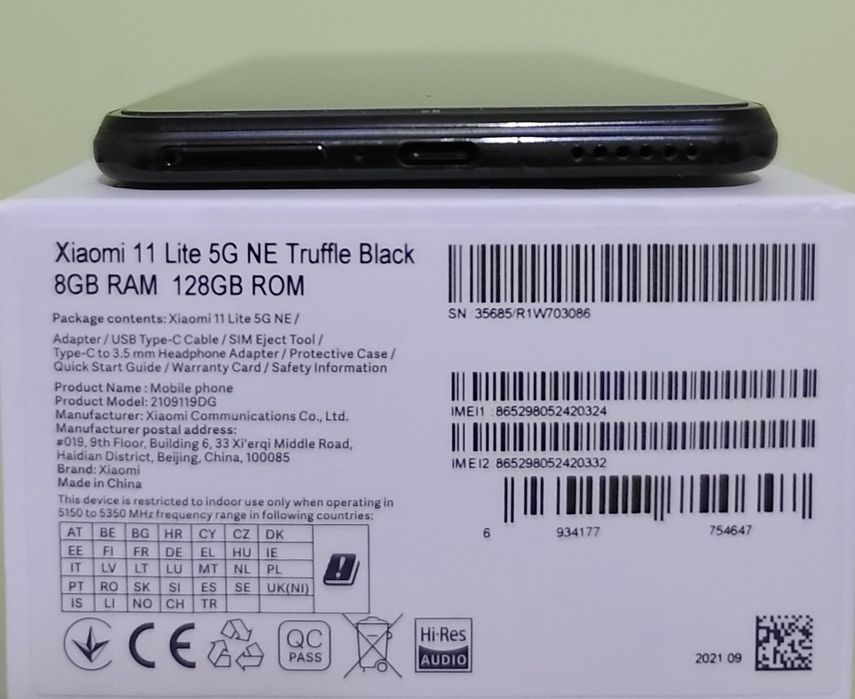 Xiaomi 11 Lite 5G NE Truffle Black
8GB RAM 128GB ROM
Package contents: Xiaomi 11 Lite 5G NE /
Adapter / USB Type-C Cable / SIM Eject Tool /
Type-C to 3.5 mm Headphone Adapter / Protective Case /
Quick Start Guide / Warranty Card / Safety Information
Product Name : Mobile phone
Product Model: 2109119DG
Manufacturer: Xiaomi Communications Co., Ltd.
Manufacturer postal address:
#019, 9th Floor, Building 6, 33 Xi'erqi Middle Road,
Haidian District, Beijing, China, 100085
Brand: Xiaomi
Made in China
This device is restricted to indoor use only when operating in
5150 to 5350 MHz frequency range in following countries:
AT BE BG HR CY CZ DK
EE FI FR DE EL HU IE
IT LV LT LU MT NL PL
PT RO SK SI ES SE UK(NI)
IS LI NO CH TR
CE
QC
PASS
Hi-Res
AUDIO
SN 35685/R1W703086
IMEI1 : 865298052420324
IMEI2 865298052420332
6 934177 754647
2021 09